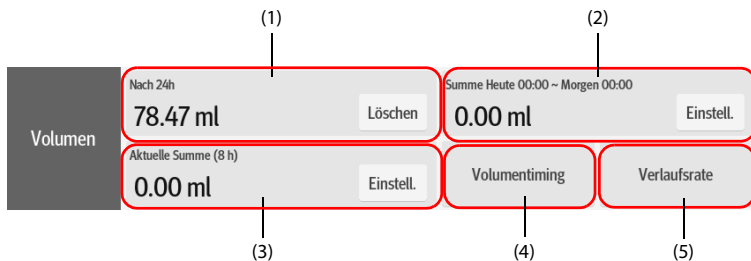 (1)
(2)
Volumen
Nach 24h
78.47 ml
Löschen
Summe Heute 00:00 ~ Morgen 00:00
0.00 ml
Einstell.
Aktuelle Summe (8 h)
0.00 ml
Einstell.
Volumentiming
Verlaufsrate
(3)
(4)
(5)